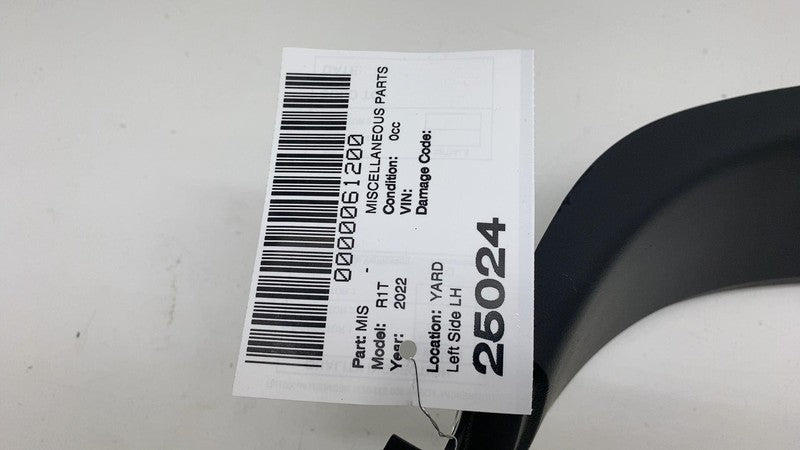 0000061200
Part: MIS - MISCELLANEOUS PARTS
Model: R1T Condition: 0cc
Year: 2022 VIN:
Damage Code:
Location: YARD
Left Side LH
25024